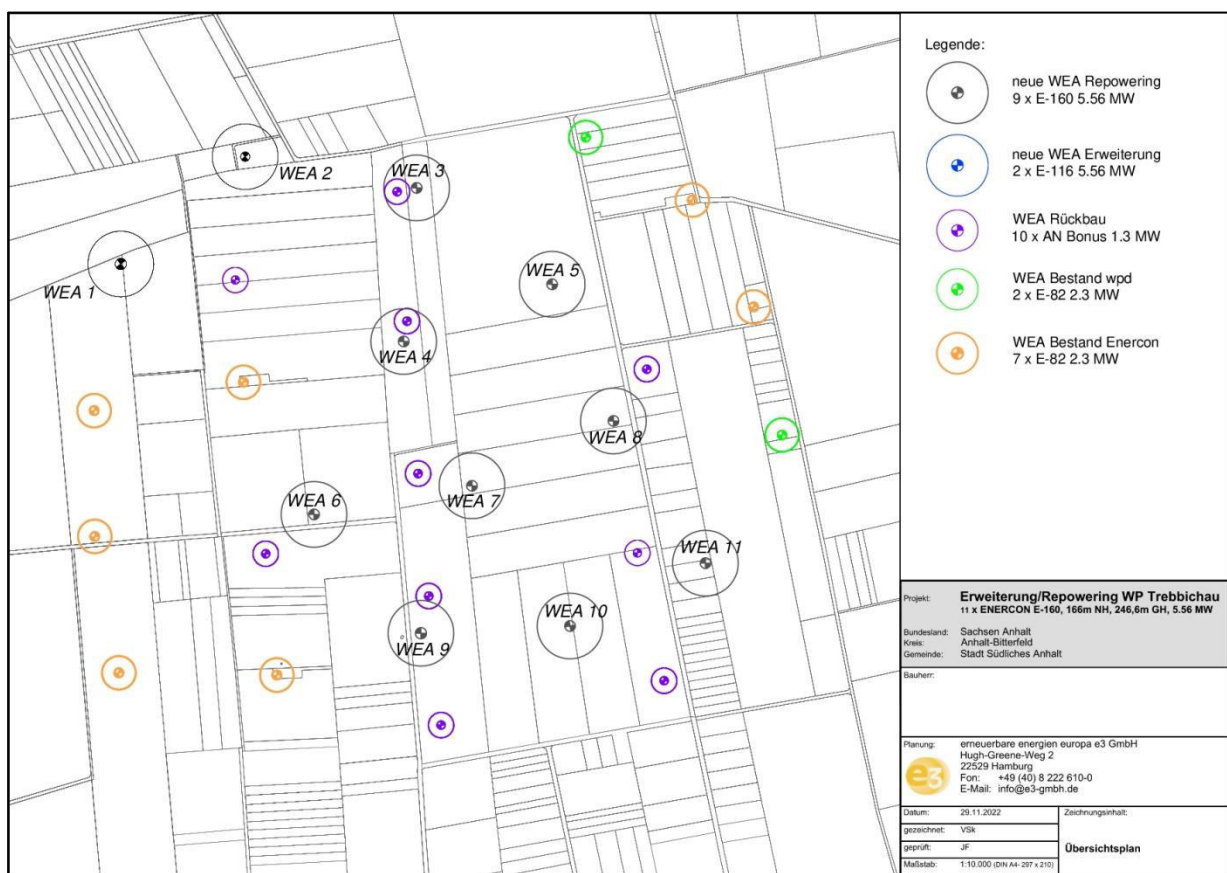 WEA 1
WEA 2
WEA 3
WEA 4
WEA 5
WEA 6
WEA 7
WEA 8
WEA 9
WEA 10
WEA 11
Legende:
neue WEA Repowering
9 x E-160 5.56 MW
neue WEA Erweiterung
2 x E-116 5.56 MW
WEA Rückbau
10 x AN Bonus 1.3 MW
WEA Bestand wpd
2 x E-82 2.3 MW
WEA Bestand Enercon
7 x E-82 2.3 MW
Projekt: Erweiterung/Repowering WP Trebbichau
11 x ENERCON E-160, 166m NH, 246,6m GH, 5.56 MW
Bundesland: Sachsen Anhalt
Kreis: Anhalt-Bitterfeld
Gemeinde: Stadt Südliches Anhalt
Bauherr:
Planung: erneuerbare energien europa e3 GmbH
Hugh-Greene-Weg 2
22529 Hamburg
Fon: +49 (40) 8 222 610-0
E-Mail: info@e3-gmbh.de
e3
Datum: 29.11.2022 Zeichnungsinhalt:
gezeichnet: VSk
geprüft: JF Übersichtsplan
Maßstab: 1:10.000 (DIN A4- 297 x 210)